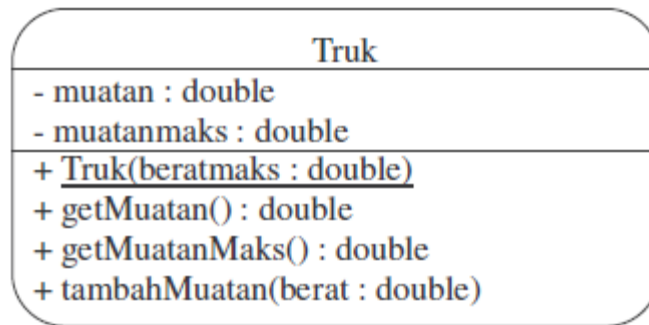 Truk
- muatan : double
- muatanmaks : double
+ Truk(beratmaks : double)
+ getMuatan() : double
+ getMuatanMaks() : double
+ tambahMuatan(berat : double)